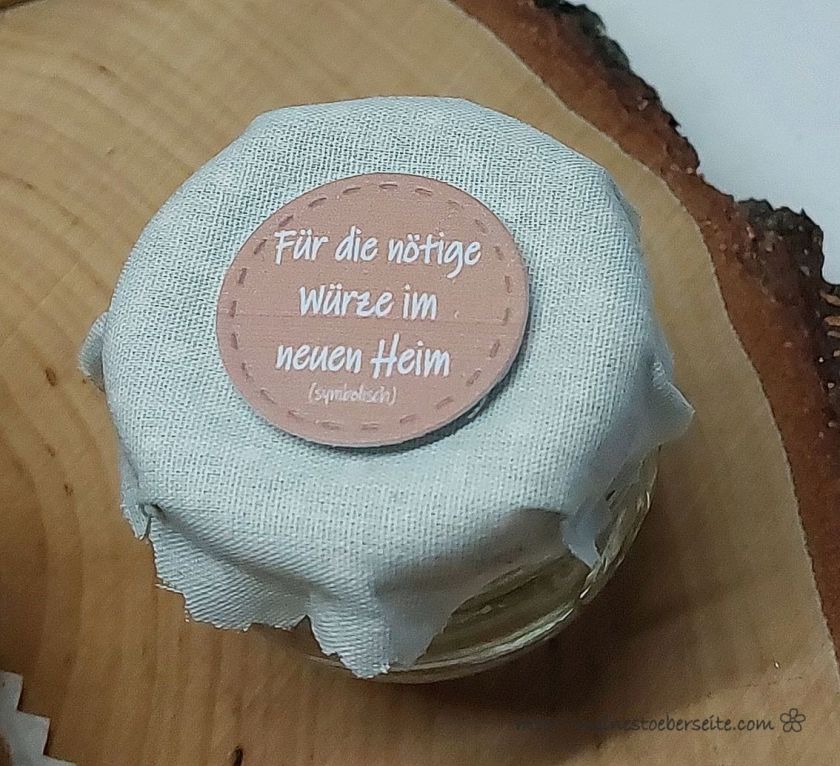 Für die nötige
Würze im
neuen Heim
(symbolisch)